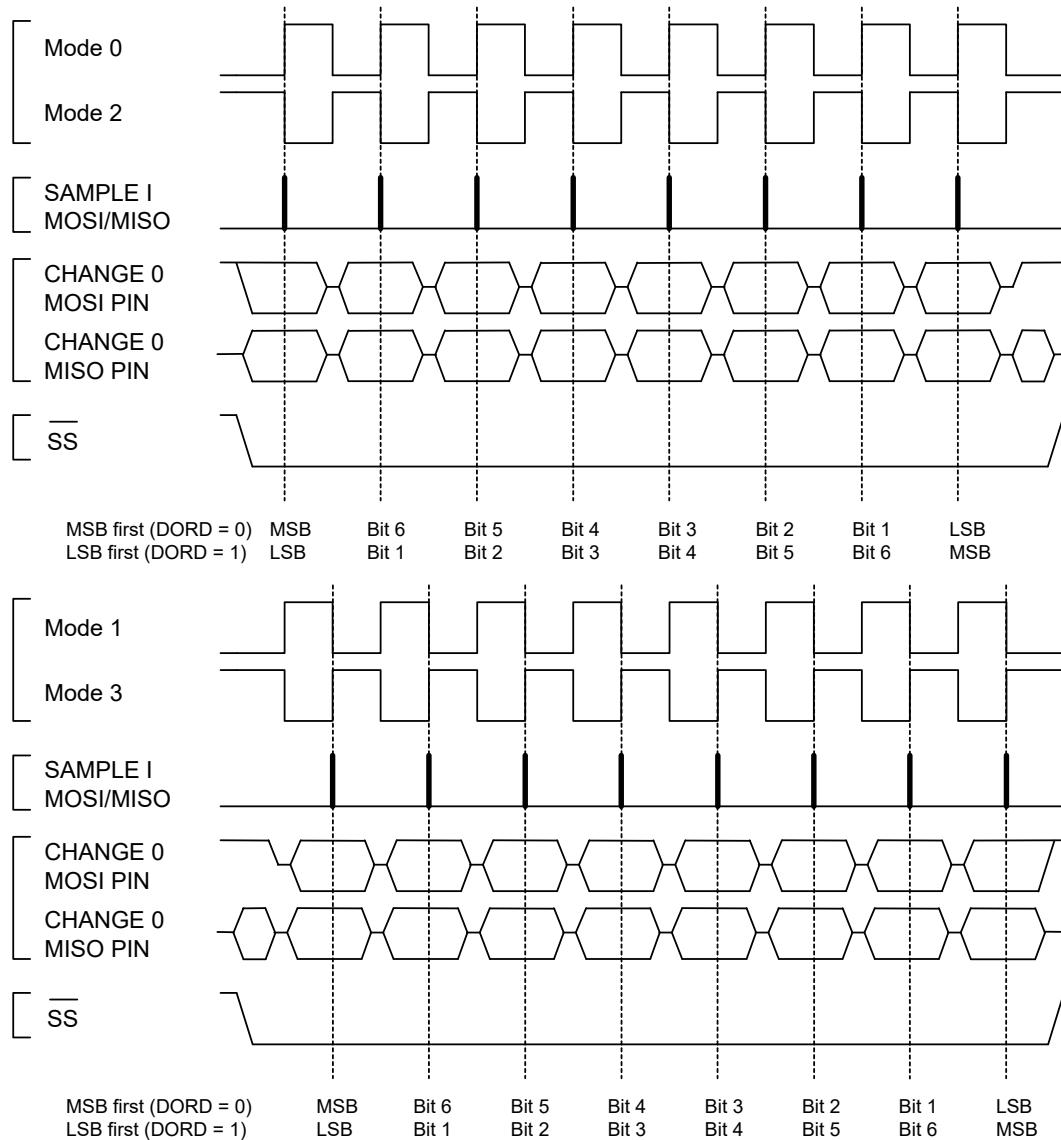 Mode 0
Mode 2
SAMPLE I
MOSI/MISO
CHANGE 0
MOSI PIN
CHANGE 0
MISO PIN
SS
MSB first (DORD = 0) MSB Bit 6 Bit 5 Bit 4 Bit 3 Bit 2 Bit 1 LSB
LSB first (DORD = 1) LSB Bit 1 Bit 2 Bit 3 Bit 4 Bit 5 Bit 6 MSB
Mode 1
Mode 3
SAMPLE I
MOSI/MISO
CHANGE 0
MOSI PIN
CHANGE 0
MISO PIN
SS
MSB first (DORD = 0) MSB Bit 6 Bit 5 Bit 4 Bit 3 Bit 2 Bit 1 LSB
LSB first (DORD = 1) LSB Bit 1 Bit 2 Bit 3 Bit 4 Bit 5 Bit 6 MSB